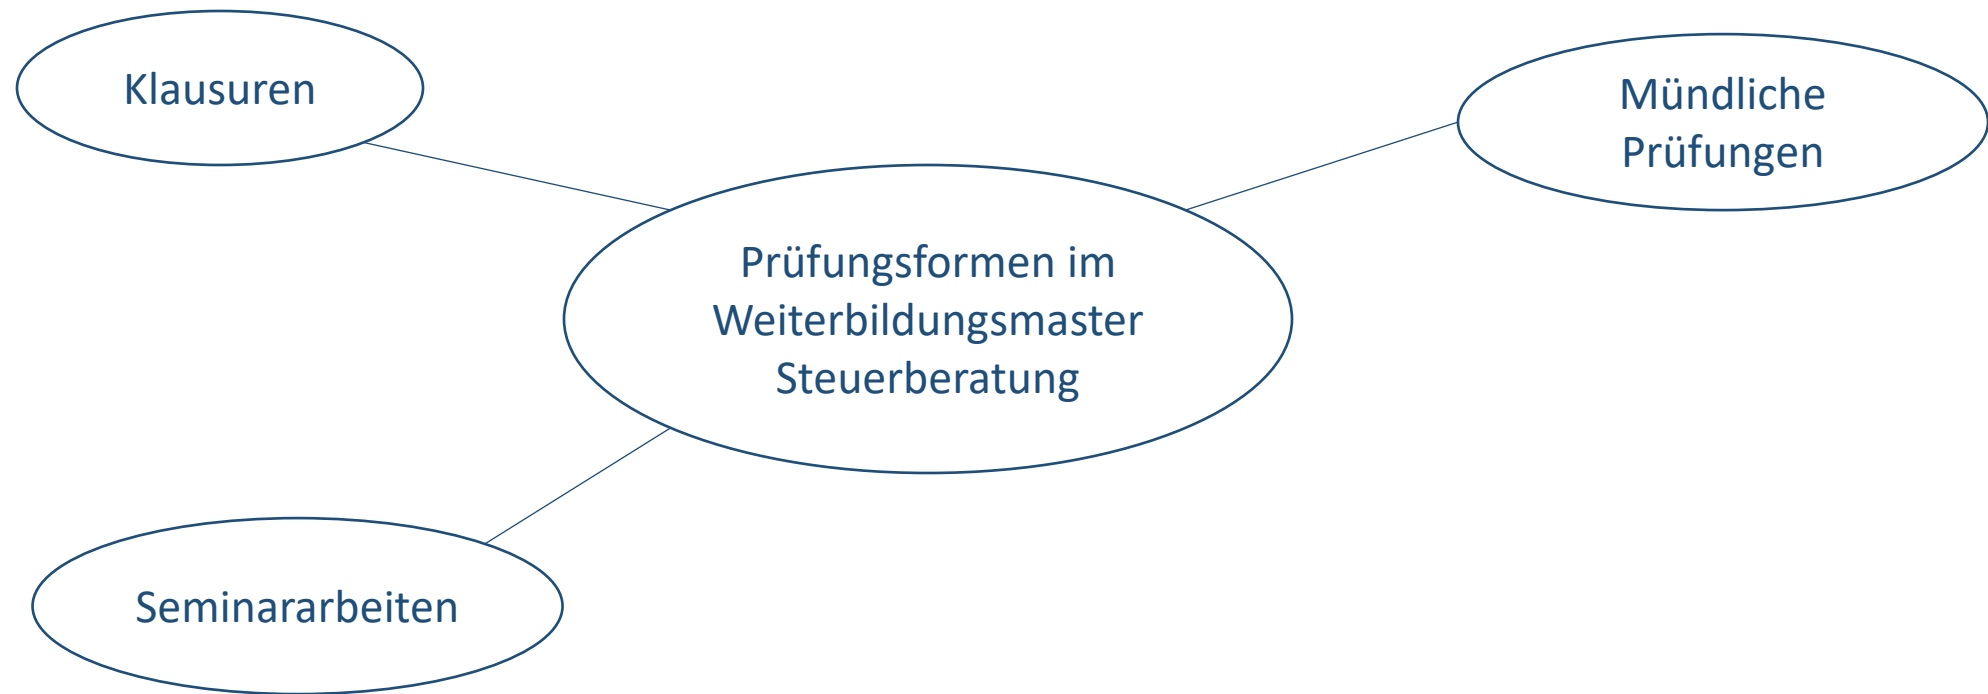 Klausuren
Mündliche
Prüfungen
Prüfungsformen im
Weiterbildungsmaster
Steuerberatung
Seminararbeiten